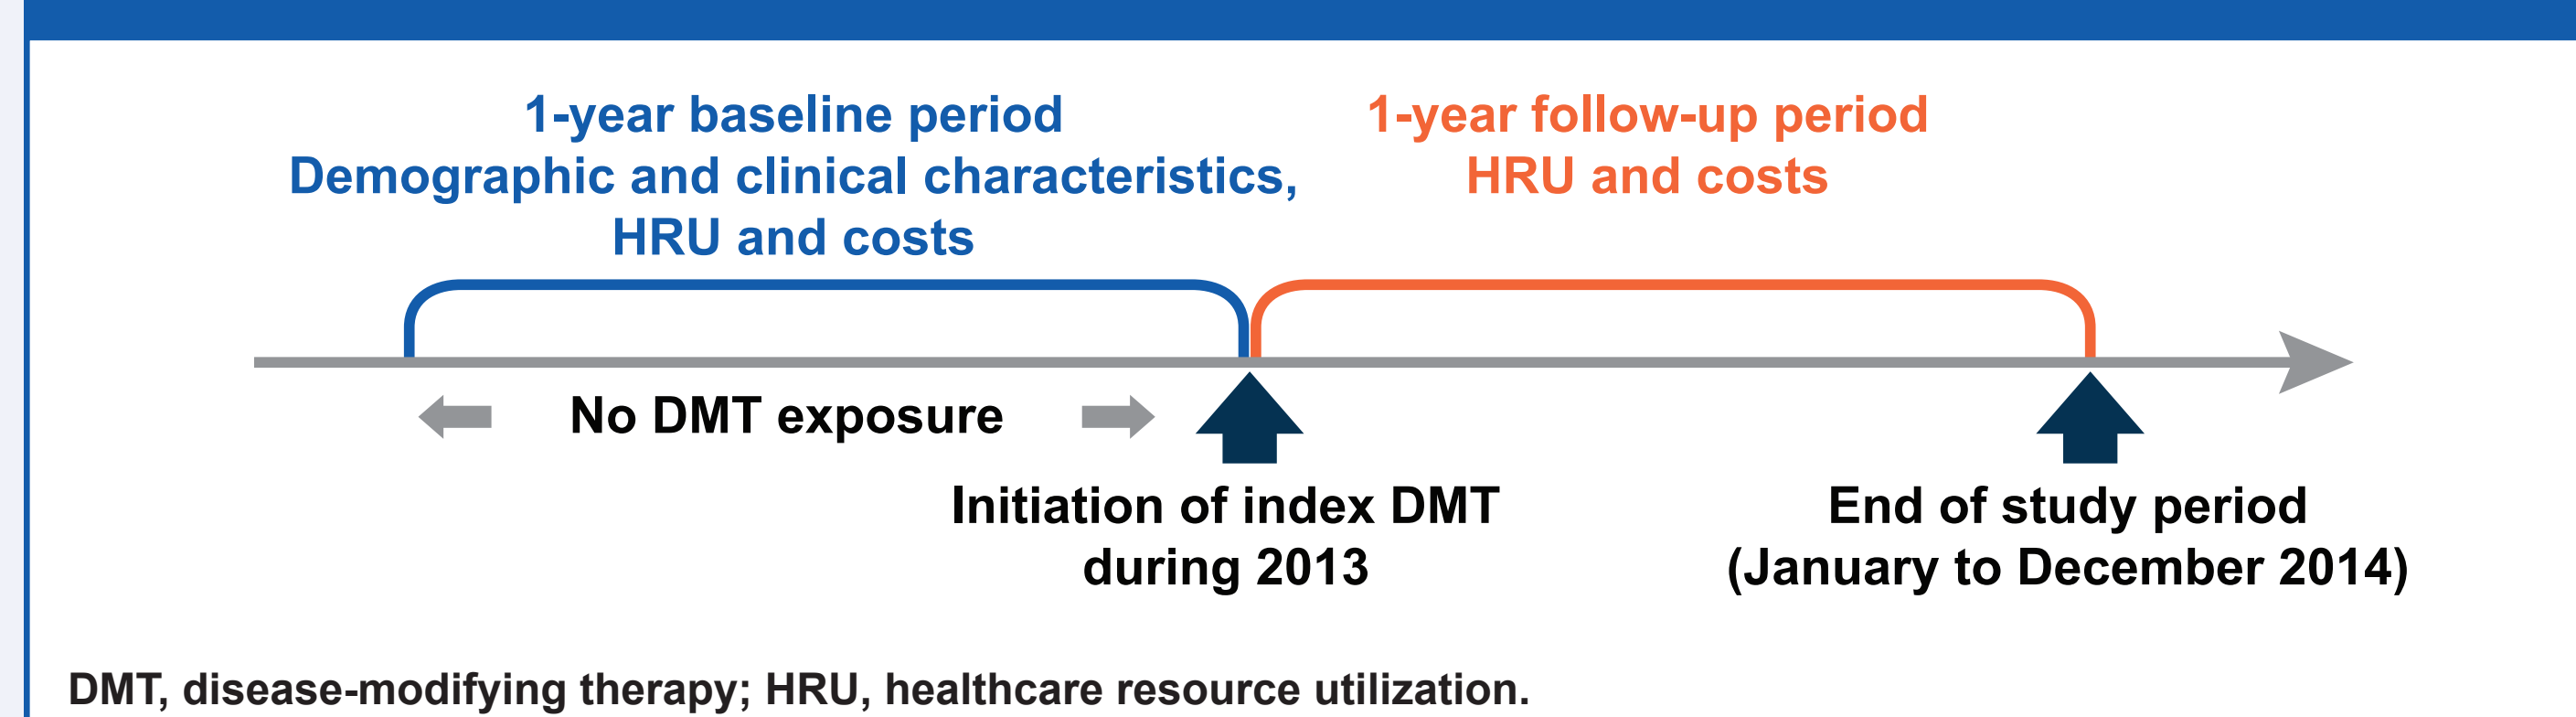 1-year baseline period
Demographic and clinical characteristics,
HRU and costs
1-year follow-up period
HRU and costs
No DMT exposure
Initiation of index DMT
during 2013
End of study period
(January to December 2014)
DMT, disease-modifying therapy; HRU, healthcare resource utilization.